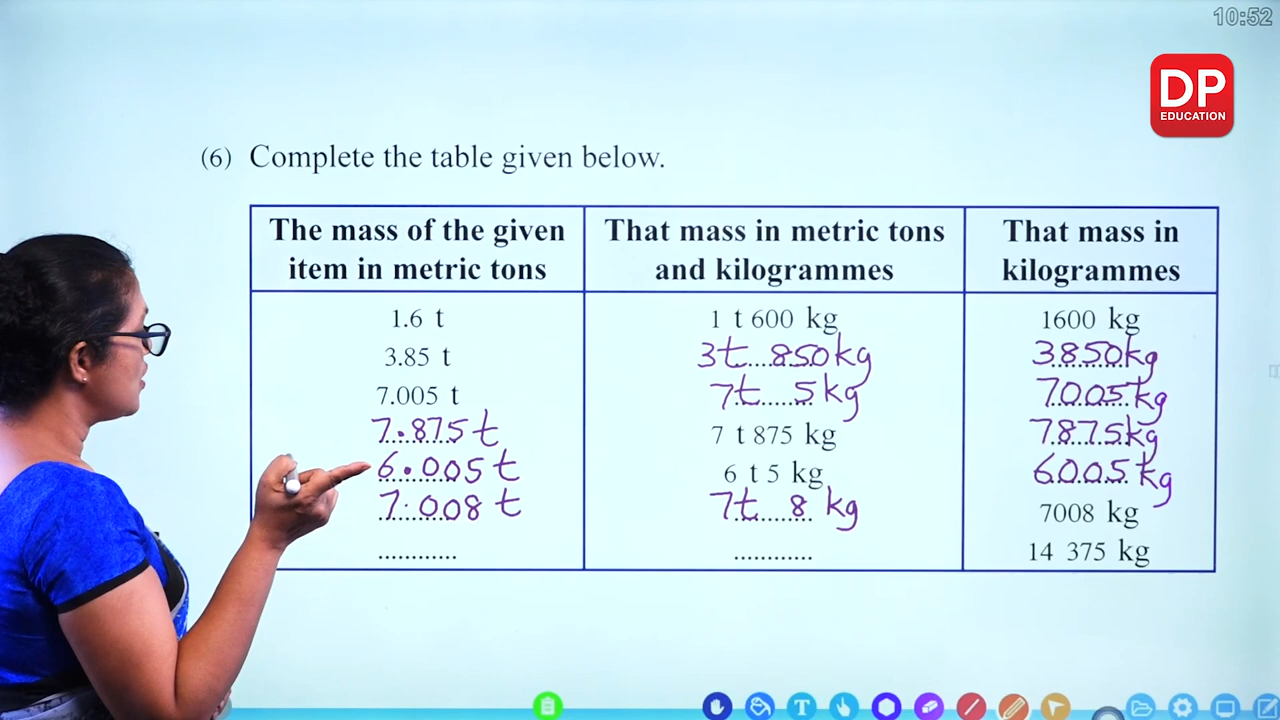 10:52
DP
EDUCATION
(6) Complete the table given below.
The mass of the given item in metric tons
That mass in metric tons and kilogrammes
That mass in kilogrammes
1.6 t 1 t 600 kg 1600 kg
3.85 t 3t 850kg 3850kg
7.005 t 7t 5kg 7005kg
7.875t 7 t 875 kg 7875kg
6.005t 6 t 5 kg 6005kg
7.008t 7t 8 kg 7008 kg
............ ............ 14 375 kg
T